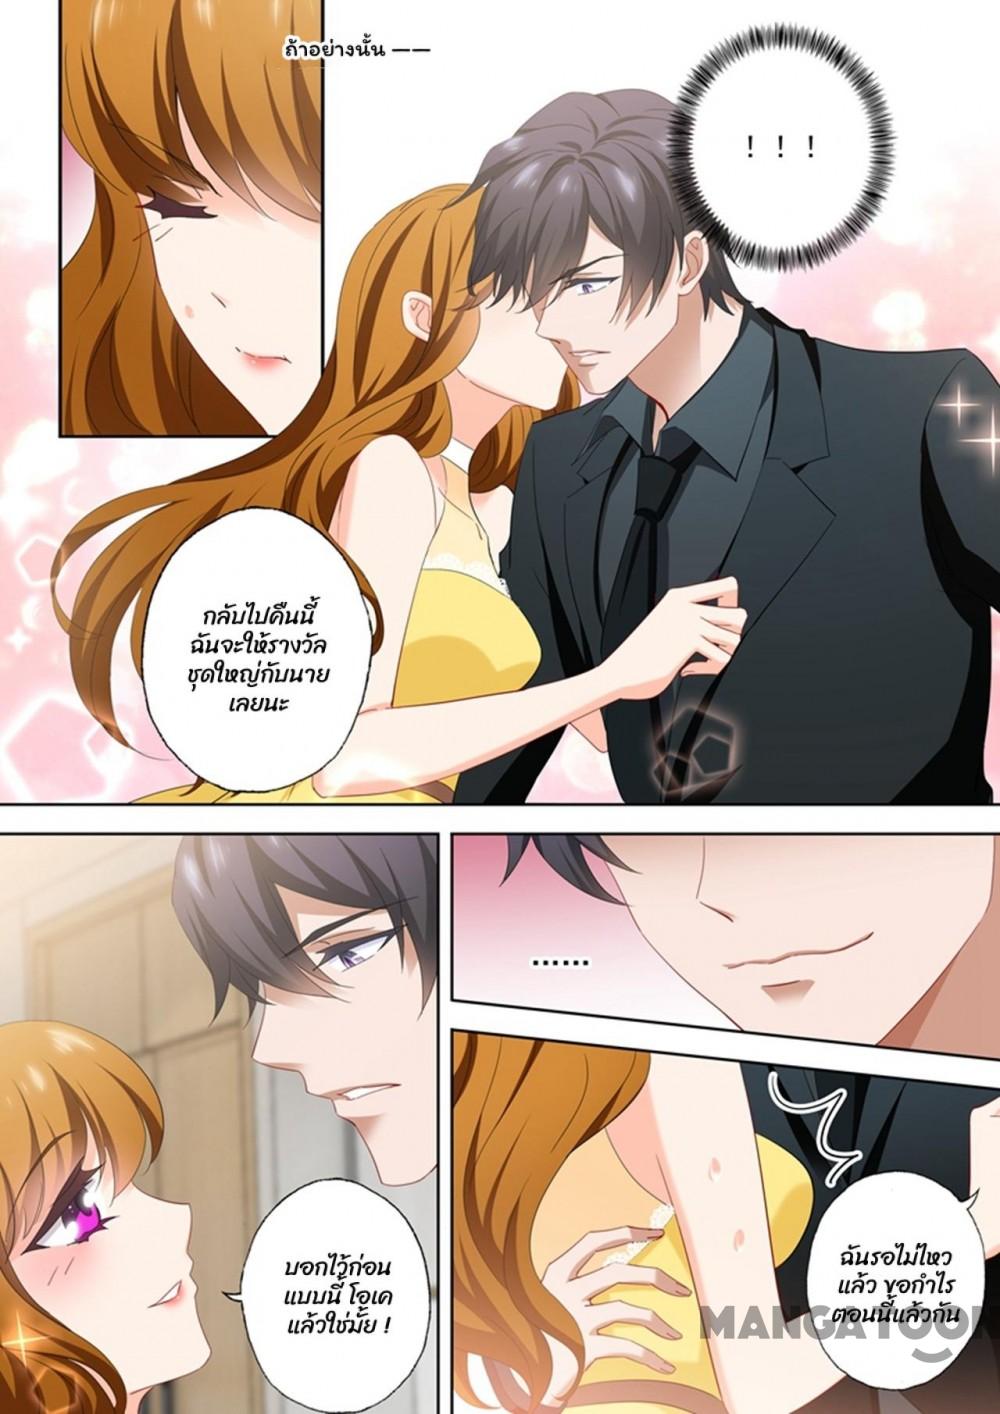 ถ้าอย่างนั้น ——
! ! !
กลับไปคืนนี้
ฉันจะให้รางวัล
ชุดใหญ่กับนาย
เลยนะ
......
บอกไว้ก่อน
แบบนี้ โอเค
แล้วใช่มั้ย !
ฉันรอไม่ไหว
แล้ว ขอกำไร
ตอนนี้แล้วกัน
MANGATOON